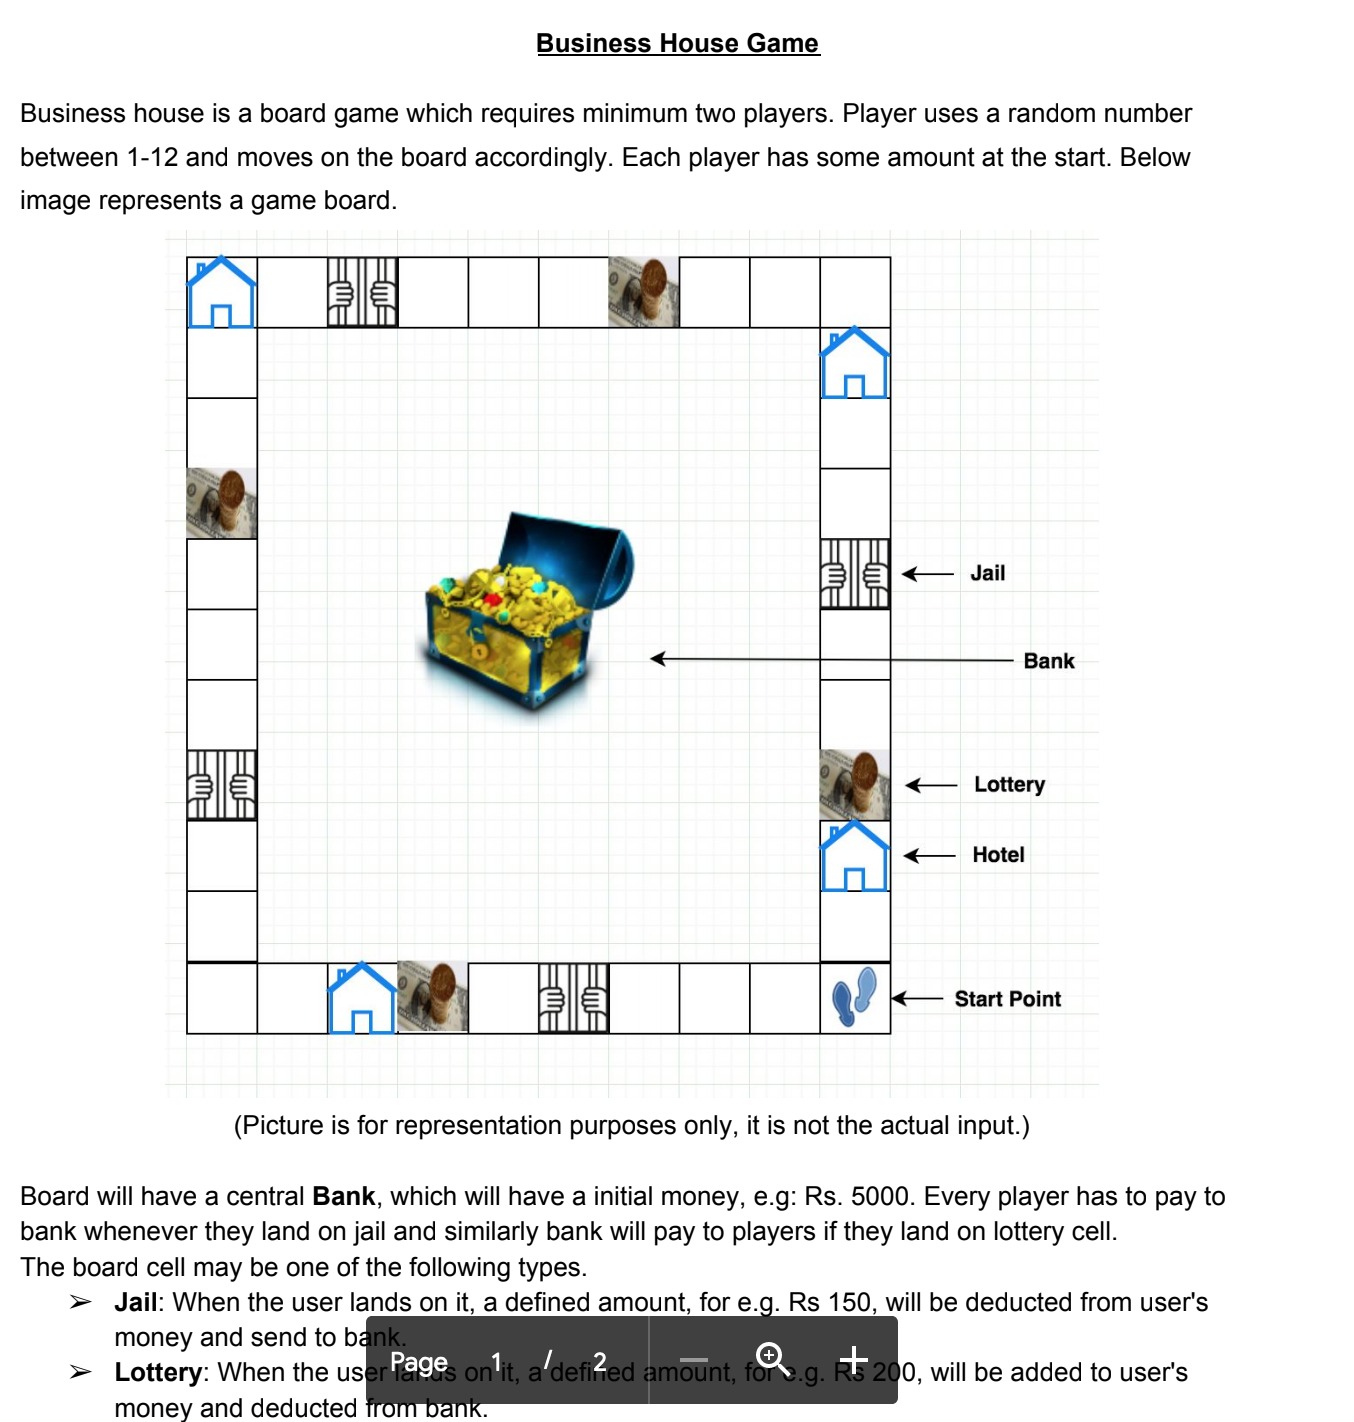 Business House Game
Business house is a board game which requires minimum two players. Player uses a random number
between 1-12 and moves on the board accordingly. Each player has some amount at the start. Below
image represents a game board.
Jail
Bank
Lottery
Hotel
Start Point
(Picture is for representation purposes only, it is not the actual input.)
Board will have a central Bank, which will have a initial money, e.g: Rs. 5000. Every player has to pay to
bank whenever they land on jail and similarly bank will pay to players if they land on lottery cell.
The board cell may be one of the following types.
➢ Jail: When the user lands on it, a defined amount, for e.g. Rs 150, will be deducted from user's
money and send to bank.
➢ Lottery: When the user lands on it, a defined amount, for e.g. Rs 200, will be added to user's
money and deducted from bank.
Page 1 / 2